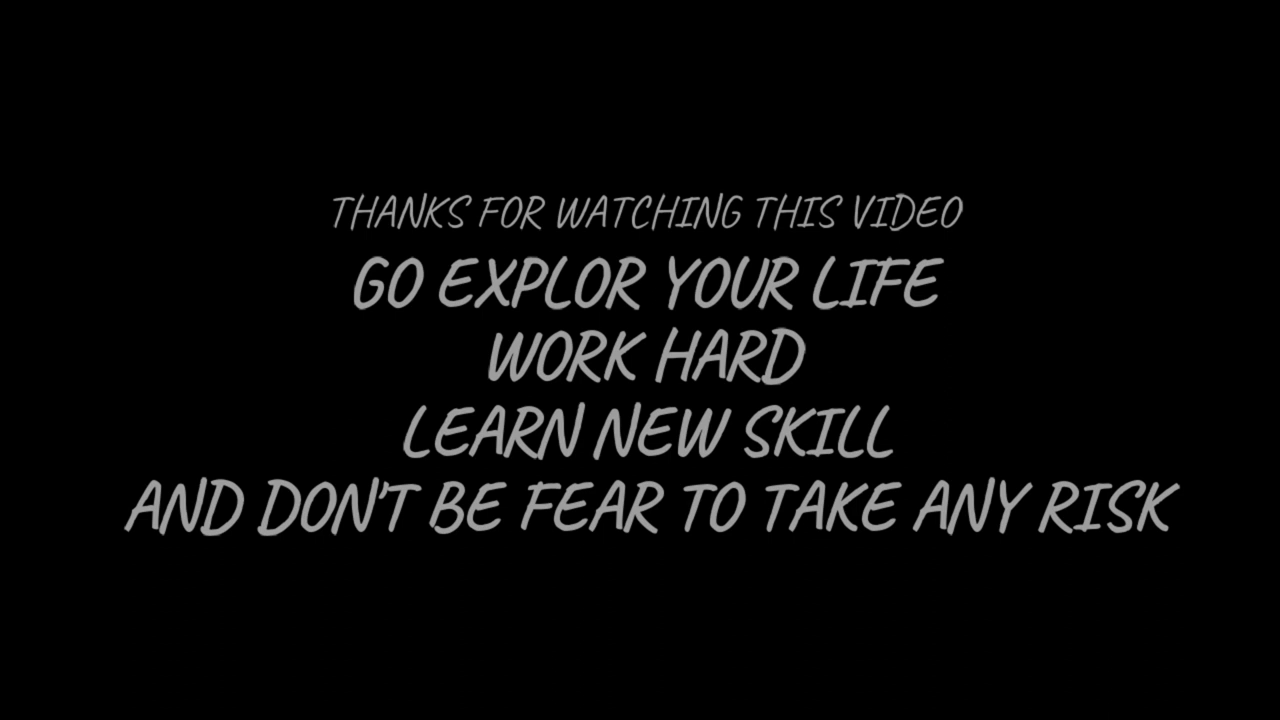 THANKS FOR WATCHING THIS VIDEO
GO EXPLOR YOUR LIFE
WORK HARD
LEARN NEW SKILL
AND DON'T BE FEAR TO TAKE ANY RISK